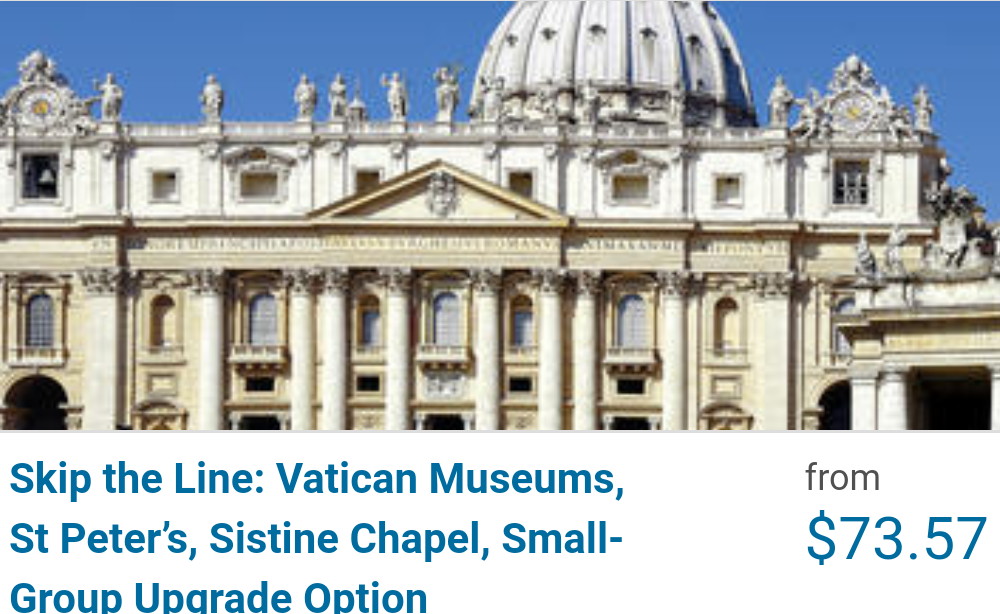 Skip the Line: Vatican Museums,
St Peter’s, Sistine Chapel, Small-
Group Upgrade Option
from
$73.57